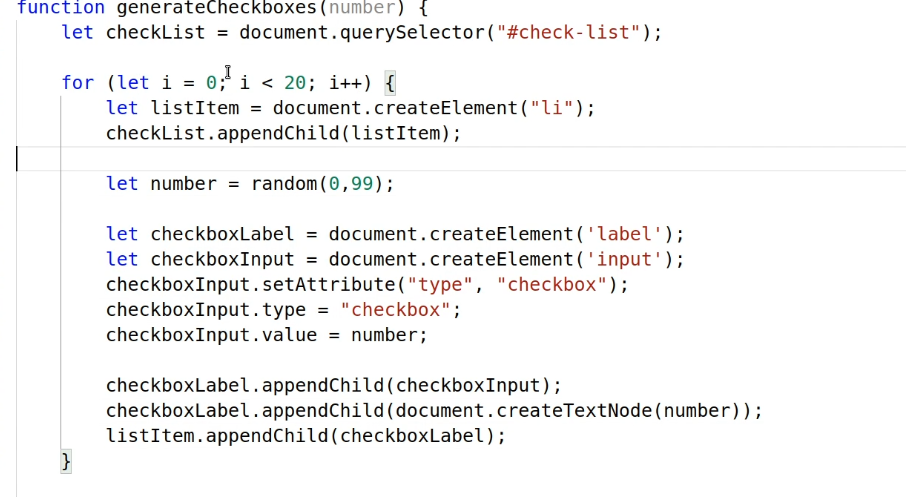 function generateCheckboxes(number) {
let checkList = document.querySelector("#check-list");
for (let i = 0; i < 20; i++) {
let listItem = document.createElement("li");
checkList.appendChild(listItem);
let number = random(0,99);
let checkboxLabel = document.createElement('label');
let checkboxInput = document.createElement('input');
checkboxInput.setAttribute("type", "checkbox");
checkboxInput.type = "checkbox";
checkboxInput.value = number;
checkboxLabel.appendChild(checkboxInput);
checkboxLabel.appendChild(document.createTextNode(number));
listItem.appendChild(checkboxLabel);
}